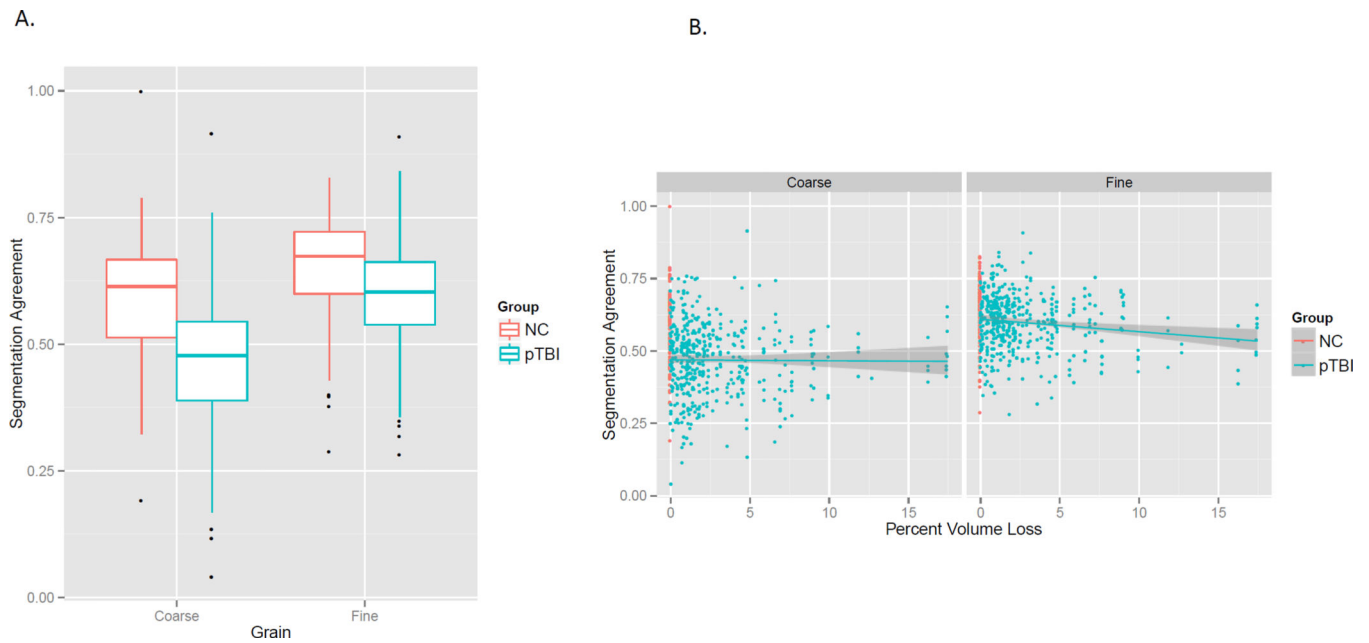 A.
1.00
0.75
0.50
0.25
0.00
Segmentation Agreement
Coarse
Fine
Grain
Group
NC
pTBI
B.
Coarse
Fine
1.00
0.75
0.50
0.25
0.00
Segmentation Agreement
0 5 10 15
0 5 10 15
Percent Volume Loss
Group
NC
pTBI